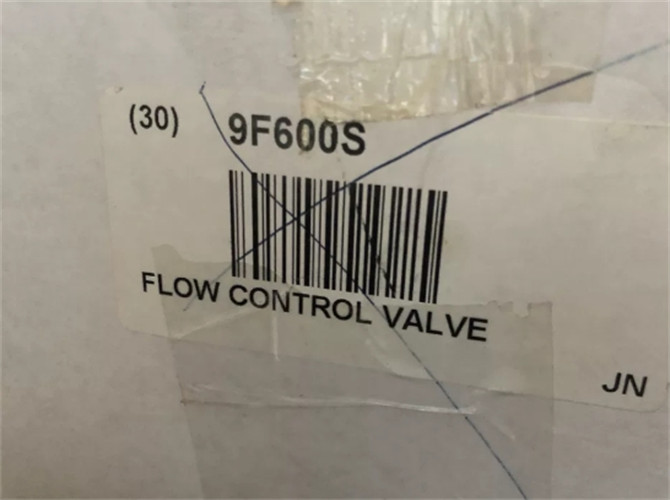 (30) 9F600S
FLOW CONTROL VALVE
JN